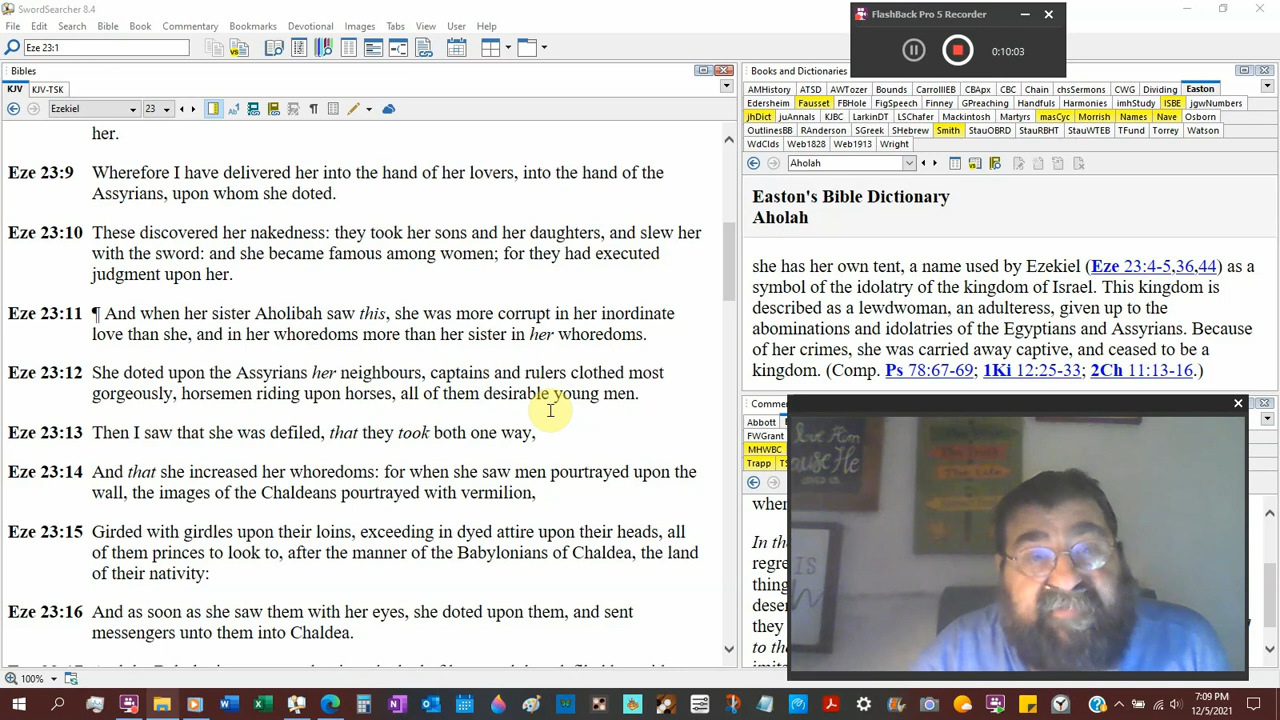 SwordSearcher 8.4
File Edit Search Bible Book Commentary Bookmarks Devotional Images Tabs View User Help
Eze 23:1
FlashBack Pro 5 Recorder
0:10:03
Bibles
KJV KJV-TSK
Ezekiel 23
her.
Eze 23:9 Wherefore I have delivered her into the hand of her lovers, into the hand of the
Assyrians, upon whom she doted.
Eze 23:10 These discovered her nakedness: they took her sons and her daughters, and slew her
with the sword: and she became famous among women; for they had executed
judgment upon her.
Eze 23:11 ¶ And when her sister Aholibah saw this, she was more corrupt in her inordinate
love than she, and in her whoredoms more than her sister in her whoredoms.
Eze 23:12 She doted upon the Assyrians her neighbours, captains and rulers clothed most
gorgeously, horsemen riding upon horses, all of them desirable young men.
Eze 23:13 Then I saw that she was defiled, that they took both one way,
Eze 23:14 And that she increased her whoredoms: for when she saw men pourtrayed upon the
wall, the images of the Chaldeans pourtrayed with vermilion,
Eze 23:15 Girded with girdles upon their loins, exceeding in dyed attire upon their heads, all
of them princes to look to, after the manner of the Babylonians of Chaldea, the land
of their nativity:
Eze 23:16 And as soon as she saw them with her eyes, she doted upon them, and sent
messengers unto them into Chaldea.
100%
Books and Dictionaries
AMHistory ATSD AWTozer Bounds CarrollEB CBApx CBC Chain chsSermons CWG Dividing Easton
Edersheim Fausset FBHole FigSpeech Finney GPreaching Handfuls Harmonies imhStudy ISBE jgwNumbers
jhDict juAnnals KJBC LarkinDT LSChafer Mackintosh Martyrs masCyc Morrish Names Nave Osborn
OutlinesBB RAnderson SGreek SHebrew Smith StauOBRD StauRBHT StauWTEB TFund Torrey Watson
WdClds Web1828 Web1913 Wright
Aholah
Easton's Bible Dictionary
Aholah
she has her own tent, a name used by Ezekiel (Eze 23:4-5,36,44) as a
symbol of the idolatry of the kingdom of Israel. This kingdom is
described as a lewdwoman, an adulteress, given up to the
abominations and idolatries of the Egyptians and Assyrians. Because
of her crimes, she was carried away captive, and ceased to be a
kingdom. (Comp. Ps 78:67-69; 1Ki 12:25-33; 2Ch 11:13-16.)
Abbott
FWGrant
MHWBC
Trapp
In the
to the
they
7:09 PM
12/5/2021